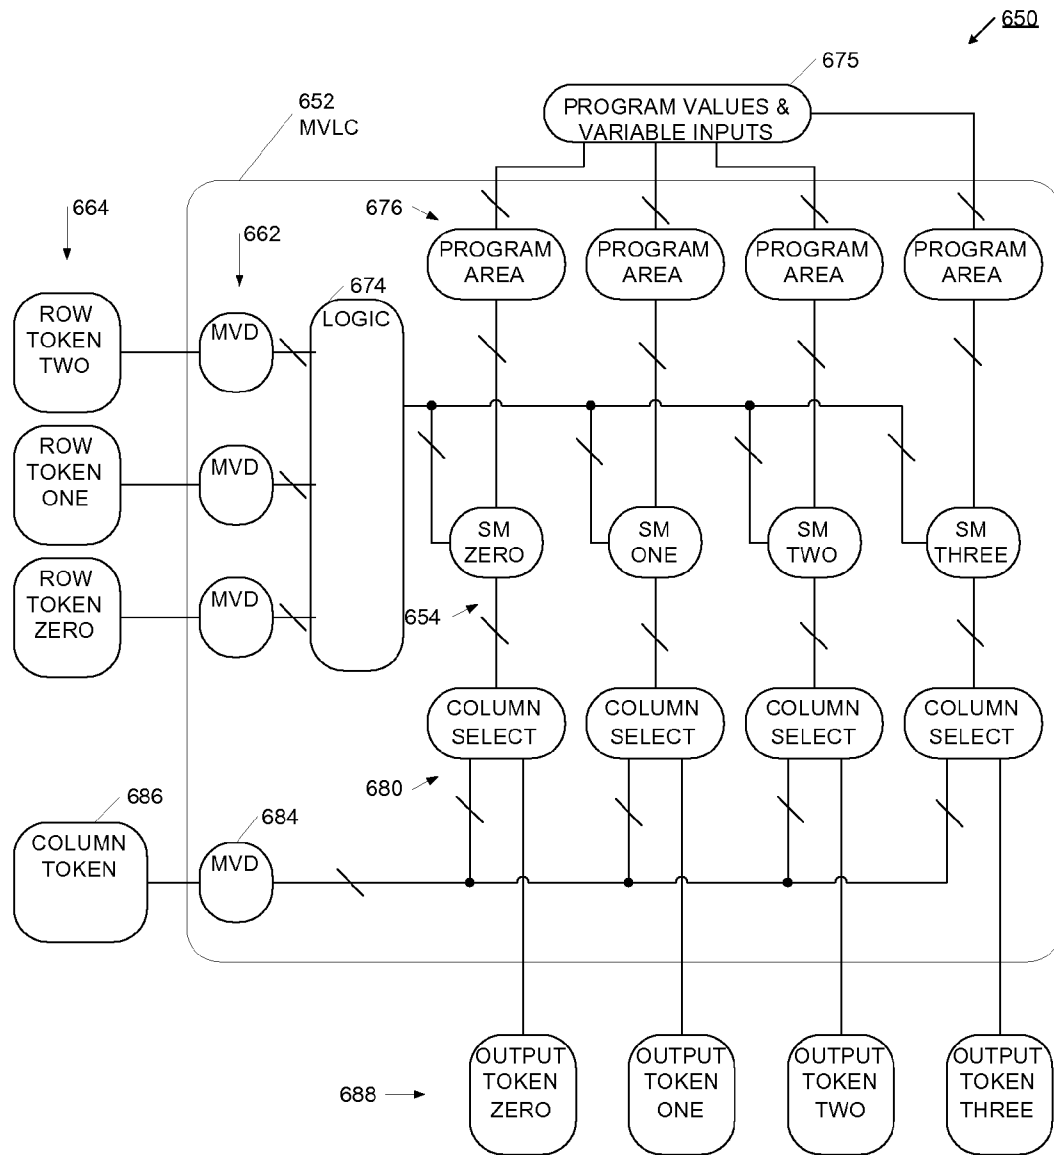 650
675
PROGRAM VALUES &
VARIABLE INPUTS
652
MVLC
664
662
676
PROGRAM
AREA
PROGRAM
AREA
PROGRAM
AREA
PROGRAM
AREA
674
LOGIC
ROW
TOKEN
TWO
MVD
ROW
TOKEN
ONE
MVD
SM
ZERO
SM
ONE
SM
TWO
SM
THREE
ROW
TOKEN
ZERO
MVD
654
COLUMN
SELECT
COLUMN
SELECT
COLUMN
SELECT
COLUMN
SELECT
680
686
COLUMN
TOKEN
684
MVD
688
OUTPUT
TOKEN
ZERO
OUTPUT
TOKEN
ONE
OUTPUT
TOKEN
TWO
OUTPUT
TOKEN
THREE